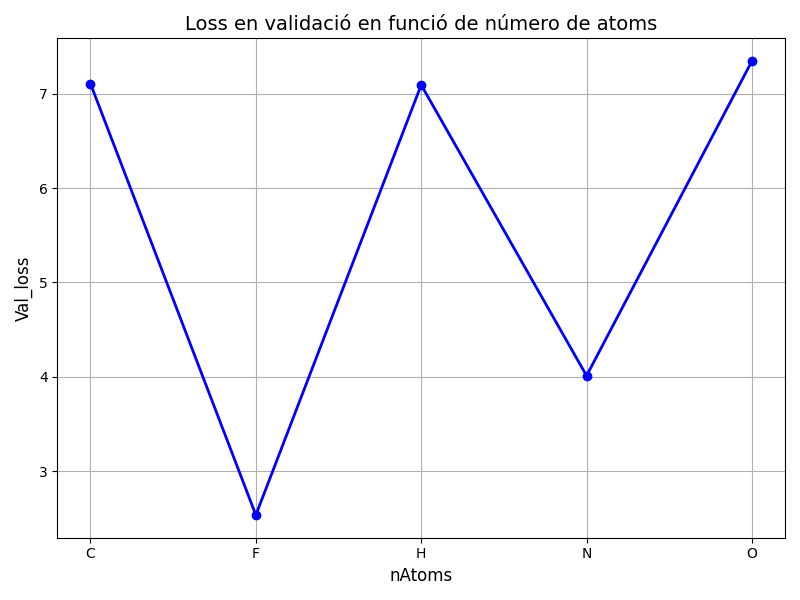 Loss en validació en funció de número de atoms
7
6
5
4
3
Val_loss
C F H N O
nAtoms